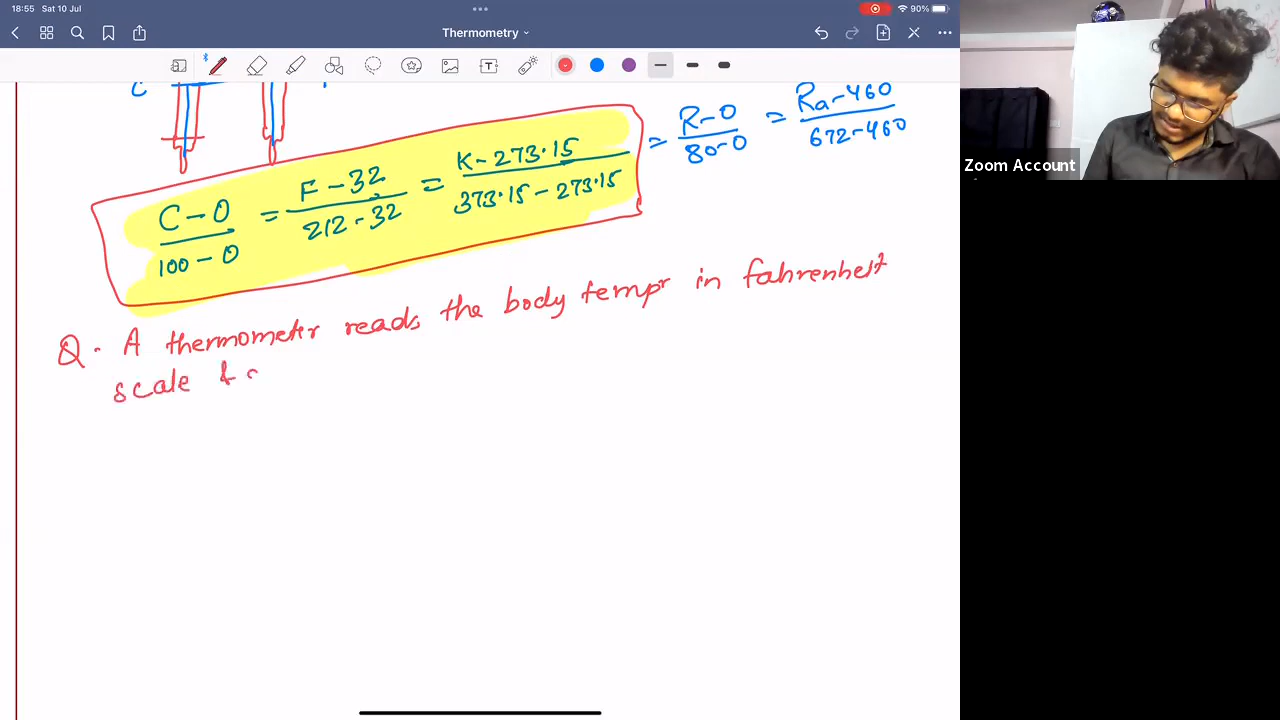 18:55 Sat 10 Jul
90%
Thermometry
C
C-0/100-0 = F-32/212-32 = K-273.15/373.15-273.15 = R-0/80-0 = Ra-460/672-460
Q. A thermometer reads the body tempr in fahrenheit
scale &
Zoom Account